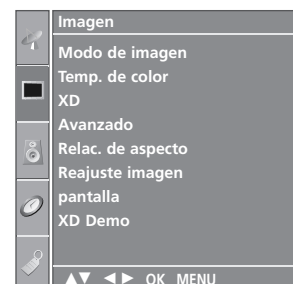 Imagen
Modo de imagen
Temp. de color
XD
Avanzado
Relac. de aspecto
Reajuste imagen
pantalla
XD Demo
▲▼ ◄► OK MENU